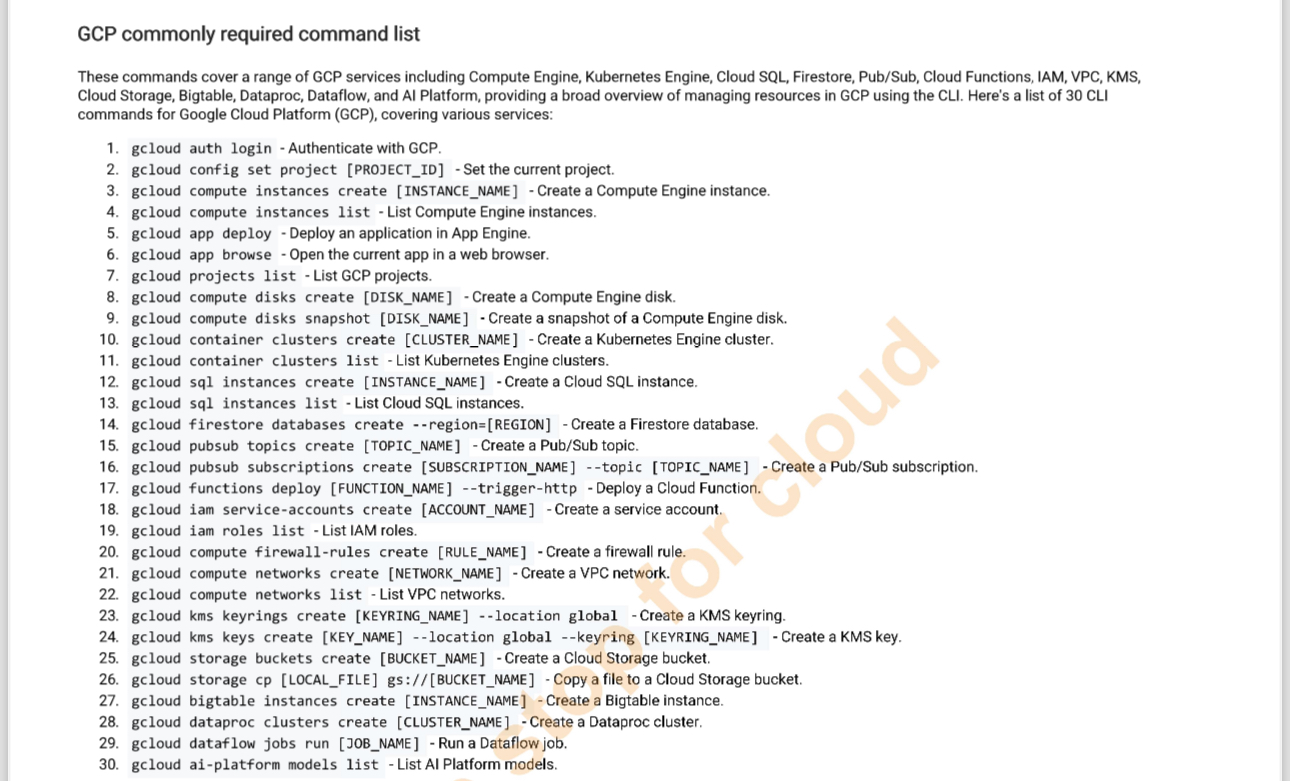 GCP commonly required command list
These commands cover a range of GCP services including Compute Engine, Kubernetes Engine, Cloud SQL, Firestore, Pub/Sub, Cloud Functions, IAM, VPC, KMS,
Cloud Storage, Bigtable, Dataproc, Dataflow, and AI Platform, providing a broad overview of managing resources in GCP using the CLI. Here's a list of 30 CLI
commands for Google Cloud Platform (GCP), covering various services:
1. gcloud auth login - Authenticate with GCP.
2. gcloud config set project [PROJECT_ID] - Set the current project.
3. gcloud compute instances create [INSTANCE_NAME] - Create a Compute Engine instance.
4. gcloud compute instances list - List Compute Engine instances.
5. gcloud app deploy - Deploy an application in App Engine.
6. gcloud app browse - Open the current app in a web browser.
7. gcloud projects list - List GCP projects.
8. gcloud compute disks create [DISK_NAME] - Create a Compute Engine disk.
9. gcloud compute disks snapshot [DISK_NAME] - Create a snapshot of a Compute Engine disk.
10. gcloud container clusters create [CLUSTER_NAME] - Create a Kubernetes Engine cluster.
11. gcloud container clusters list - List Kubernetes Engine clusters.
12. gcloud sql instances create [INSTANCE_NAME] - Create a Cloud SQL instance.
13. gcloud sql instances list - List Cloud SQL instances.
14. gcloud firestore databases create --region=[REGION] - Create a Firestore database.
15. gcloud pubsub topics create [TOPIC_NAME] - Create a Pub/Sub topic.
16. gcloud pubsub subscriptions create [SUBSCRIPTION_NAME] --topic [TOPIC_NAME] - Create a Pub/Sub subscription.
17. gcloud functions deploy [FUNCTION_NAME] --trigger-http - Deploy a Cloud Function.
18. gcloud iam service-accounts create [ACCOUNT_NAME] - Create a service account.
19. gcloud iam roles list - List IAM roles.
20. gcloud compute firewall-rules create [RULE_NAME] - Create a firewall rule.
21. gcloud compute networks create [NETWORK_NAME] - Create a VPC network.
22. gcloud compute networks list - List VPC networks.
23. gcloud kms keyrings create [KEYRING_NAME] --location global - Create a KMS keyring.
24. gcloud kms keys create [KEY_NAME] --location global --keyring [KEYRING_NAME] - Create a KMS key.
25. gcloud storage buckets create [BUCKET_NAME] - Create a Cloud Storage bucket.
26. gcloud storage cp [LOCAL_FILE] gs://[BUCKET_NAME] - Copy a file to a Cloud Storage bucket.
27. gcloud bigtable instances create [INSTANCE_NAME] - Create a Bigtable instance.
28. gcloud dataproc clusters create [CLUSTER_NAME] - Create a Dataproc cluster.
29. gcloud dataflow jobs run [JOB_NAME] - Run a Dataflow job.
30. gcloud ai-platform models list - List AI Platform models.
stop for cloud